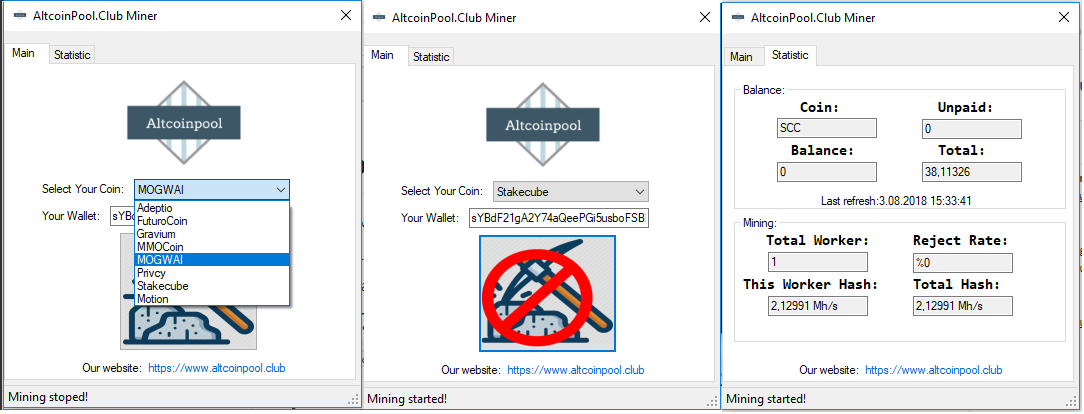 AltcoinPool.Club Miner
Main Statistic
Altcoinpool
Select Your Coin: MOGWAI
Adeptio
Your Wallet: sYB
FuturoCoin
Gravium
MMOCoin
MOGWAI
Privcy
Stakecube
Motion
Our website: https://www.altcoinpool.club
Mining stoped!
AltcoinPool.Club Miner
Main Statistic
Altcoinpool
Select Your Coin: Stakecube
Your Wallet: sYBdF21gA2Y74aQeePGi5usboFSB
Our website: https://www.altcoinpool.club
Mining started!
AltcoinPool.Club Miner
Main Statistic
Balance:
Coin: Unpaid:
SCC 0
Balance: Total:
0 38,11326
Last refresh:3.08.2018 15:33:41
Mining:
Total Worker: Reject Rate:
1 %0
This Worker Hash: Total Hash:
2,12991 Mh/s 2,12991 Mh/s
Our website: https://www.altcoinpool.club
Mining started!